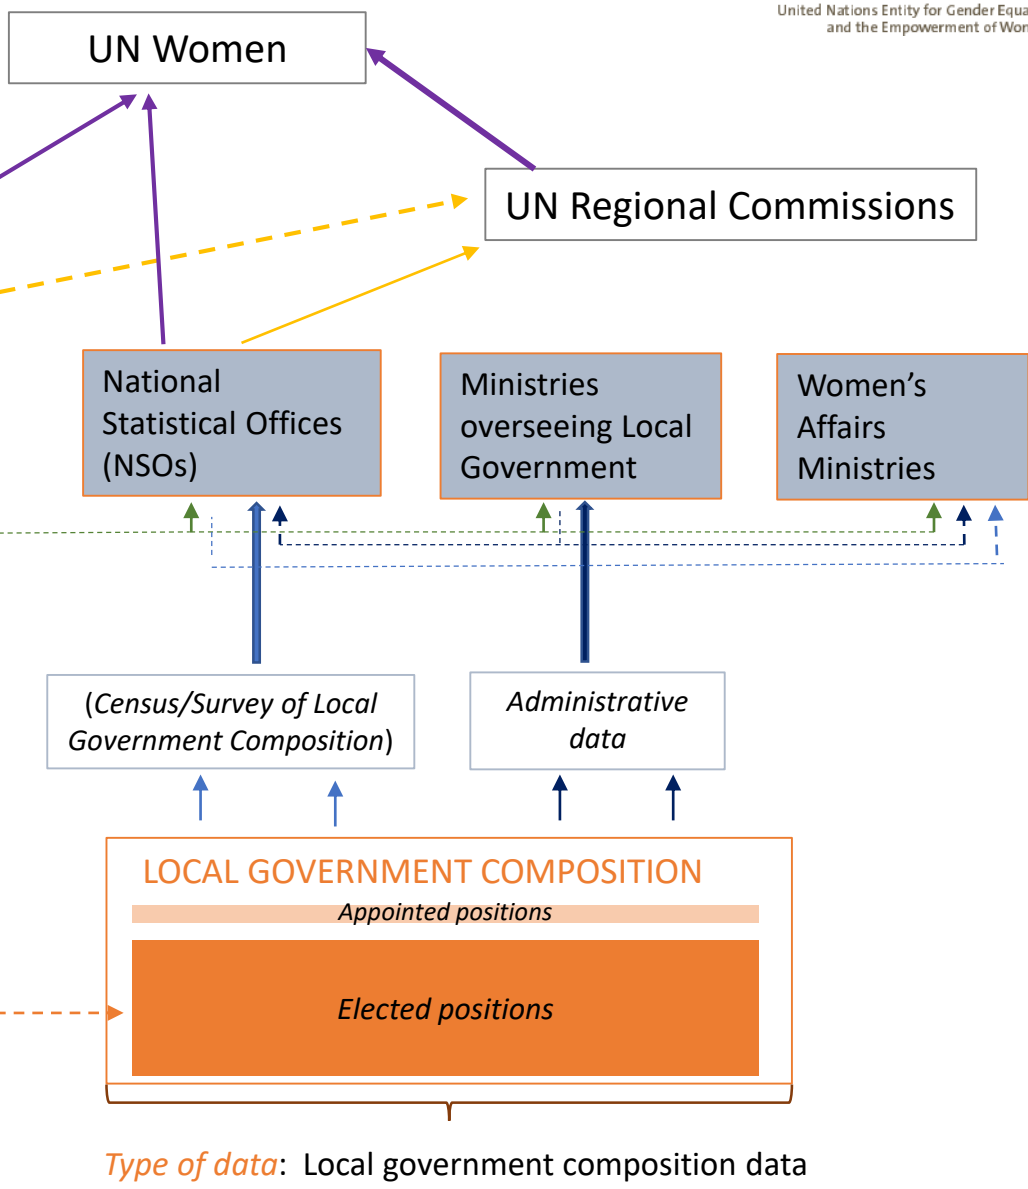 United Nations Entity for Gender Equa
and the Empowerment of Wom
UN Women
UN Regional Commissions
National
Statistical Offices
(NSOs)
Ministries
overseeing Local
Government
Women's
Affairs
Ministries
(Census/Survey of Local
Government Composition)
Administrative
data
LOCAL GOVERNMENT COMPOSITION
Appointed positions
Elected positions
Type of data: Local government composition data